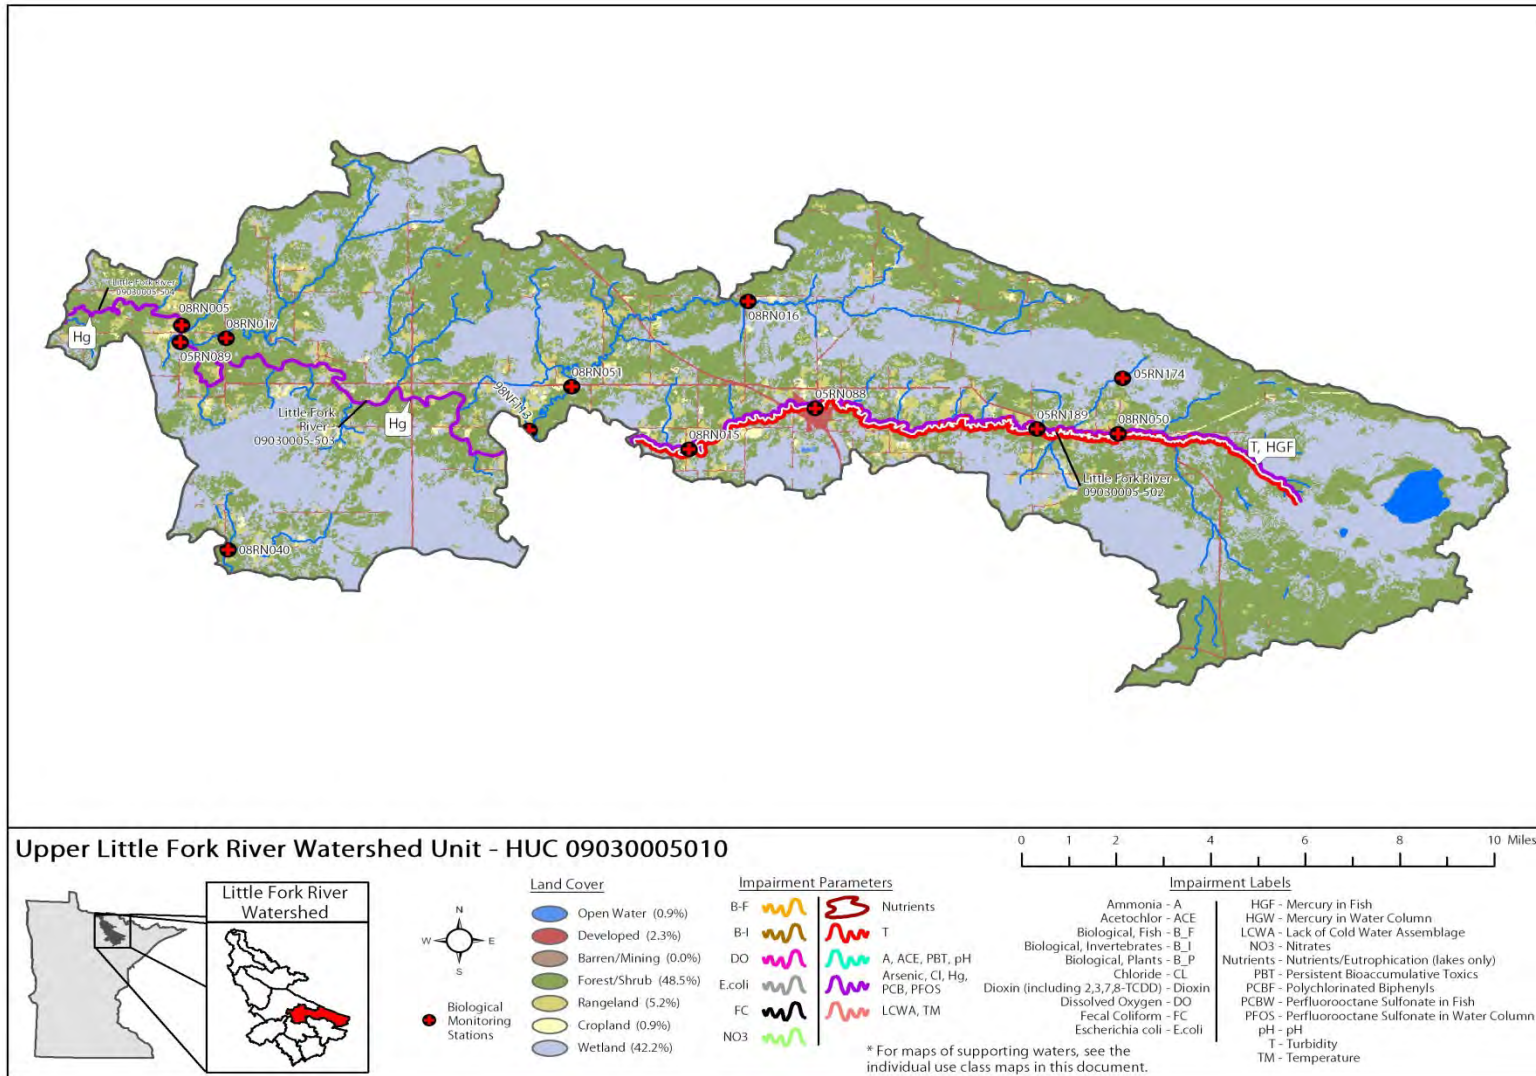 Little Fork River
09030005-504
08RN005
08RN017
Hg
05RN089
08RN016
08RN051
05RN174
98NF113
05RN088
Little Fork
River
09030005-503
Hg
05RN189
08RN050
08RN015
T, HGF
Little Fork River
09030005-502
08RN040
Upper Little Fork River Watershed Unit - HUC 09030005010
0 1 2 4 6 8 10 Miles
Little Fork River
Watershed
N
W E
S
Biological
Monitoring
Stations
Land Cover
Open Water (0.9%)
Developed (2.3%)
Barren/Mining (0.0%)
Forest/Shrub (48.5%)
Rangeland (5.2%)
Cropland (0.9%)
Wetland (42.2%)
Impairment Parameters
B-F
B-I
DO
E.coli
FC
NO3
Nutrients
T
A, ACE, PBT, pH
Arsenic, Cl, Hg,
PCB, PFOS
LCWA, TM
* For maps of supporting waters, see the
individual use class maps in this document.
Impairment Labels
Ammonia - A
Acetochlor - ACE
Biological, Fish - B_F
Biological, Invertebrates - B_I
Biological, Plants - B_P
Chloride - CL
Dioxin (including 2,3,7,8-TCDD) - Dioxin
Dissolved Oxygen - DO
Fecal Coliform - FC
Escherichia coli - E.coli
HGF - Mercury in Fish
HGW - Mercury in Water Column
LCWA - Lack of Cold Water Assemblage
NO3 - Nitrates
Nutrients - Nutrients/Eutrophication (lakes only)
PBT - Persistent Bioaccumulative Toxics
PCBF - Polychlorinated Biphenyls
PCBW - Perfluorooctane Sulfonate in Fish
PFOS - Perfluorooctane Sulfonate in Water Column
pH - pH
T - Turbidity
TM - Temperature